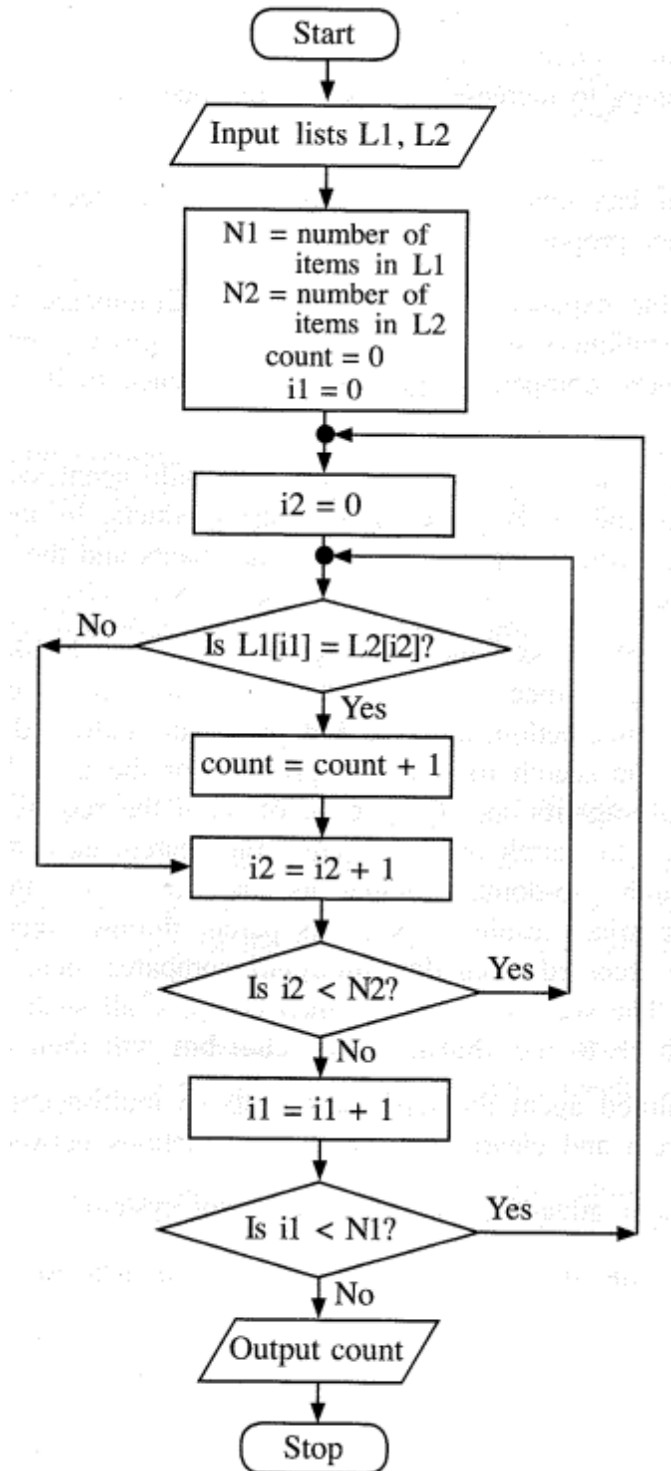 Start
Input lists L1, L2
N1 = number of
items in L1
N2 = number of
items in L2
count = 0
i1 = 0
i2 = 0
Is L1[i1] = L2[i2]?
No
Yes
count = count + 1
i2 = i2 + 1
Is i2 < N2?
Yes
No
i1 = i1 + 1
Is i1 < N1?
Yes
No
Output count
Stop